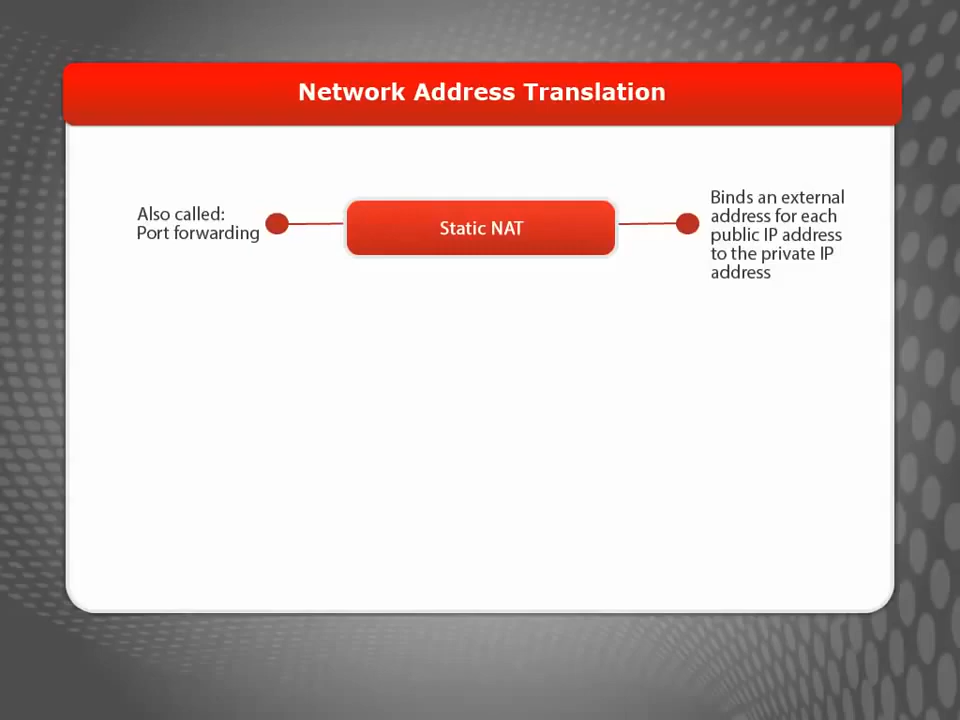 Network Address Translation
Also called:
Port forwarding
Static NAT
Binds an external
address for each
public IP address
to the private IP
address